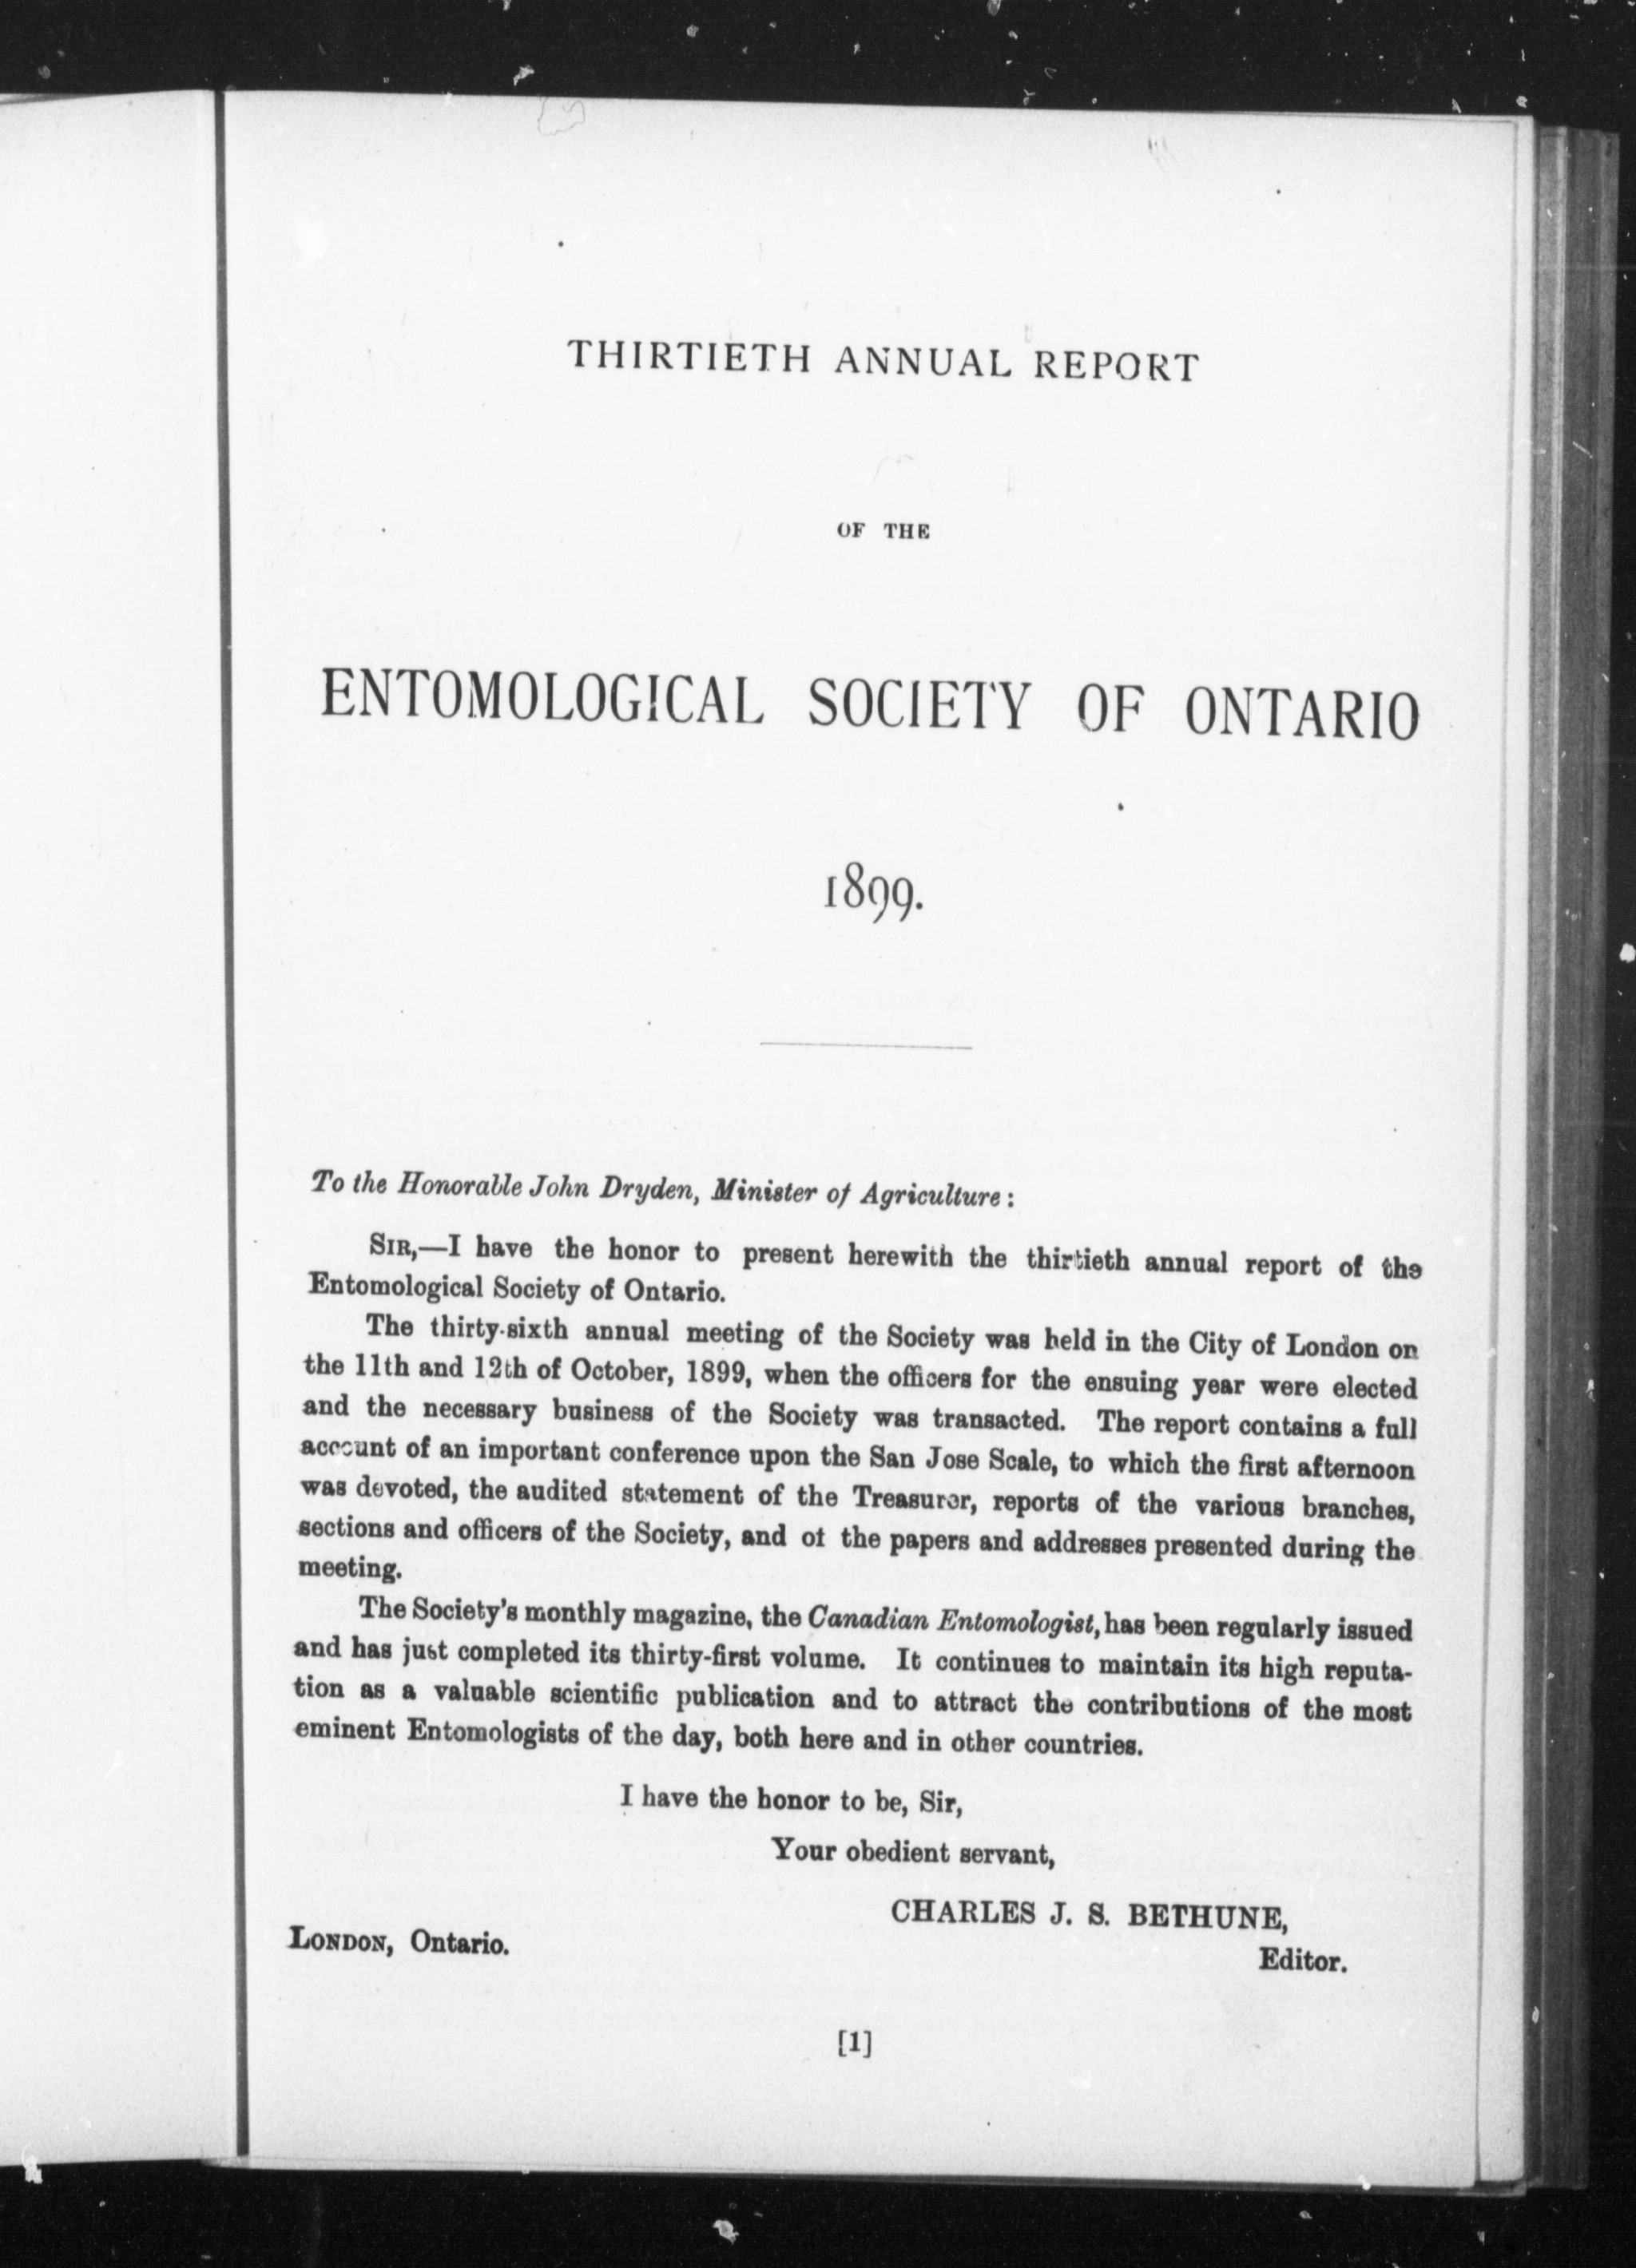 THIRTIETH ANNUAL REPORT
OF THE
ENTOMOLOGICAL SOCIETY OF ONTARIO
1899.
To the Honorable John Dryden, Minister of Agriculture:
SIR,—I have the honor to present herewith the thirtieth annual report of the
Entomological Society of Ontario.
The thirty-sixth annual meeting of the Society was held in the City of London on
the 11th and 12th of October, 1899, when the officers for the ensuing year were elected
and the necessary business of the Society was transacted. The report contains a full
account of an important conference upon the San Jose Scale, to which the first afternoon
was devoted, the audited statement of the Treasurer, reports of the various branches,
sections and officers of the Society, and of the papers and addresses presented during the
meeting.
The Society's monthly magazine, the Canadian Entomologist, has been regularly issued
and has just completed its thirty-first volume. It continues to maintain its high reputa-
tion as a valuable scientific publication and to attract the contributions of the most
eminent Entomologists of the day, both here and in other countries.
I have the honor to be, Sir,
Your obedient servant,
CHARLES J. S. BETHUNE,
LONDON, Ontario.
Editor.
[1]